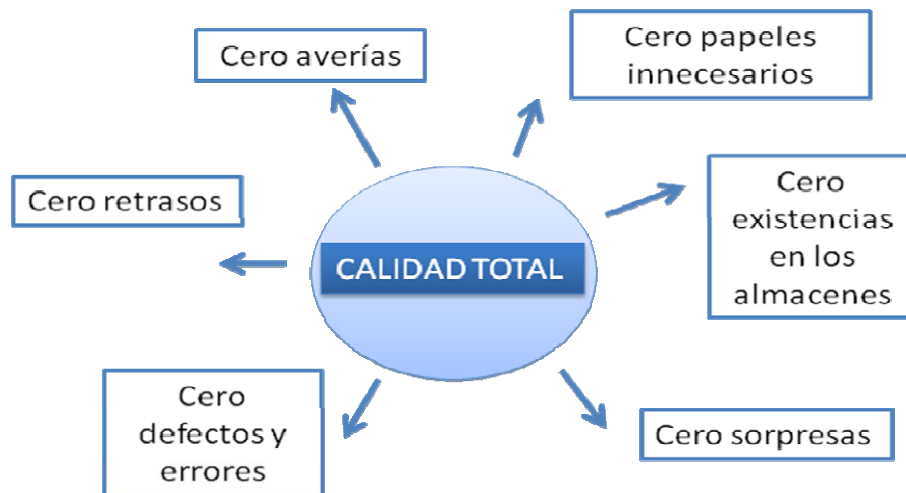 Cero averías
Cero papeles
innecesarios
Cero retrasos
CALIDAD TOTAL
Cero
existencias
en los
almacenes
Cero
defectos y
errores
Cero sorpresas